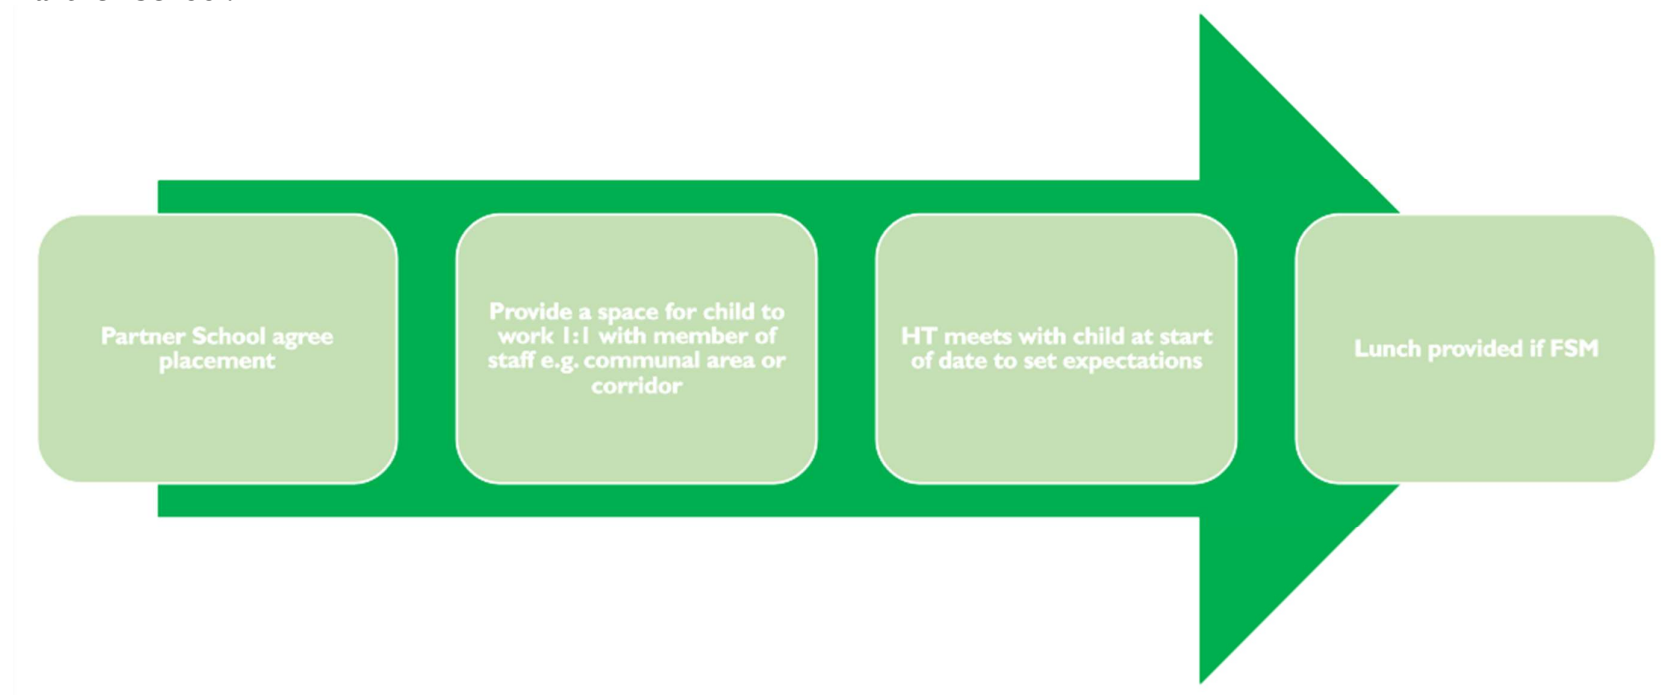 Partner School agree
placement
Provide a space for child to
work 1:1 with member of
staff e.g. communal area or
corridor
HT meets with child at start
of date to set expectations
Lunch provided if FSM